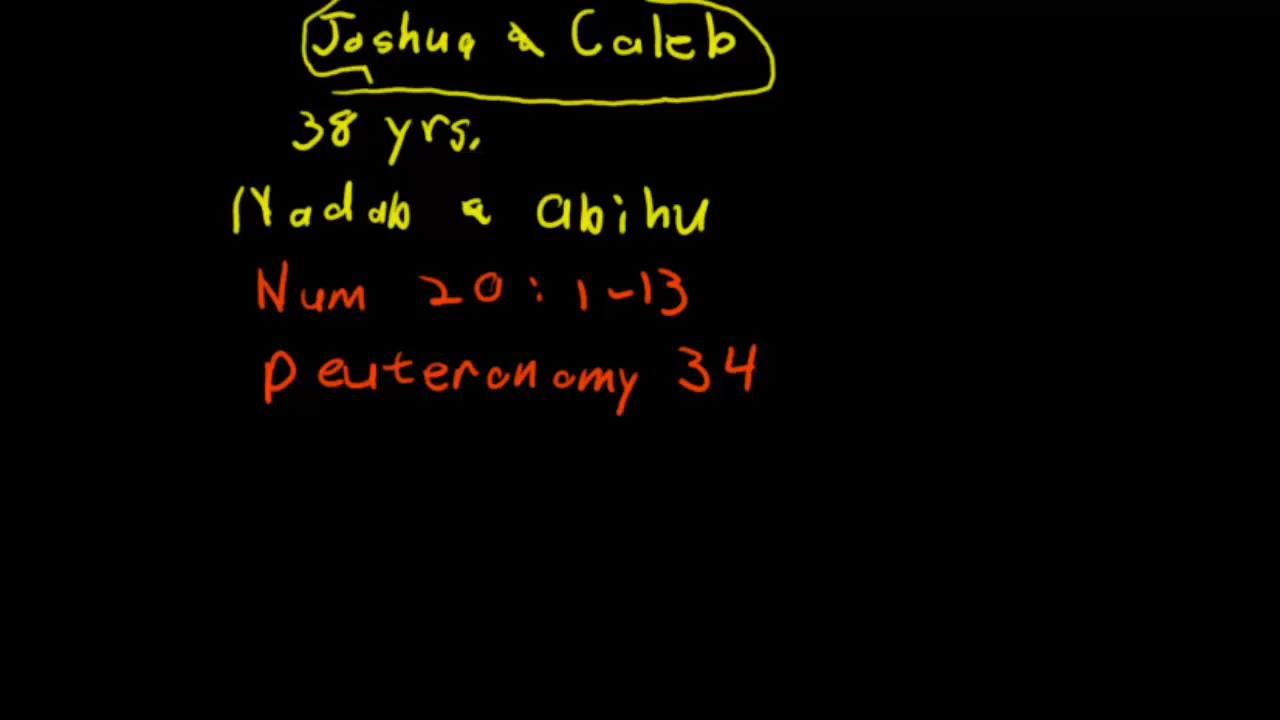 Joshua & Caleb
38 yrs.
Nadab & Abihu
Num 20:1-13
Deuteronomy 34